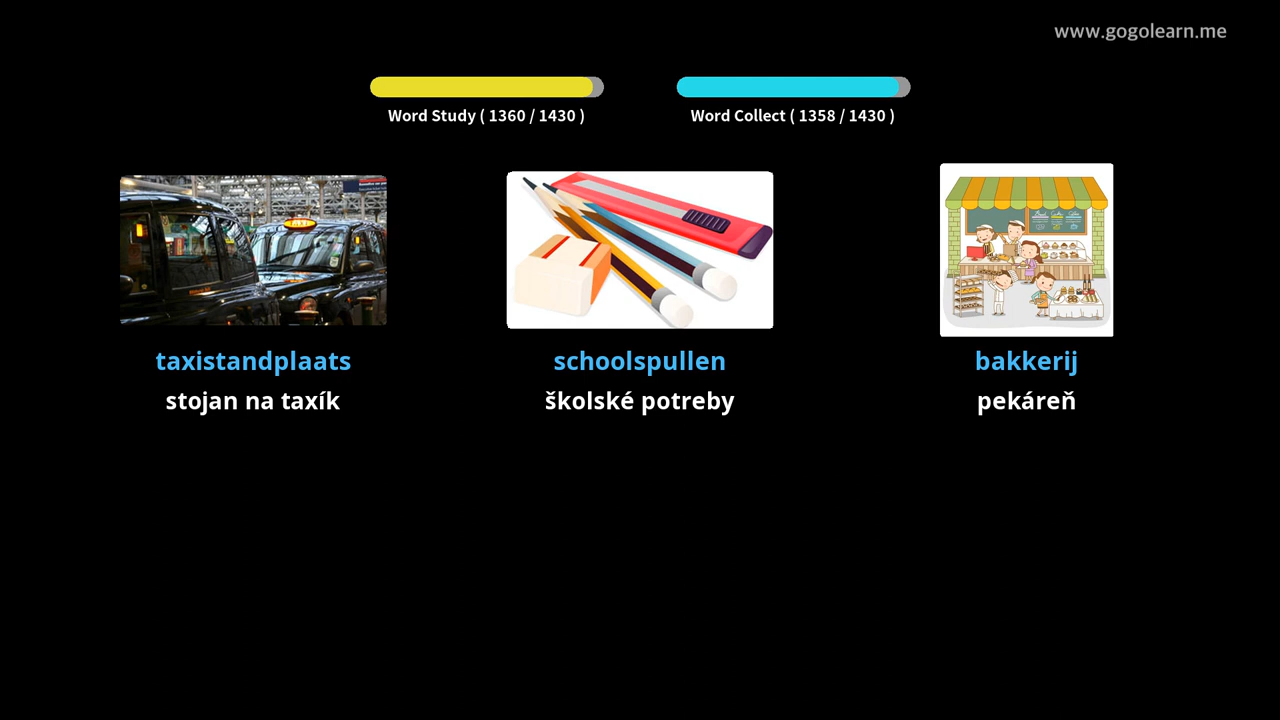 www.gogolearn.me
Word Study ( 1360 / 1430 )
Word Collect ( 1358 / 1430 )
TAXI
taxistandplaats
schoolspullen
bakkerij
stojan na taxík
školské potreby
pekáreň